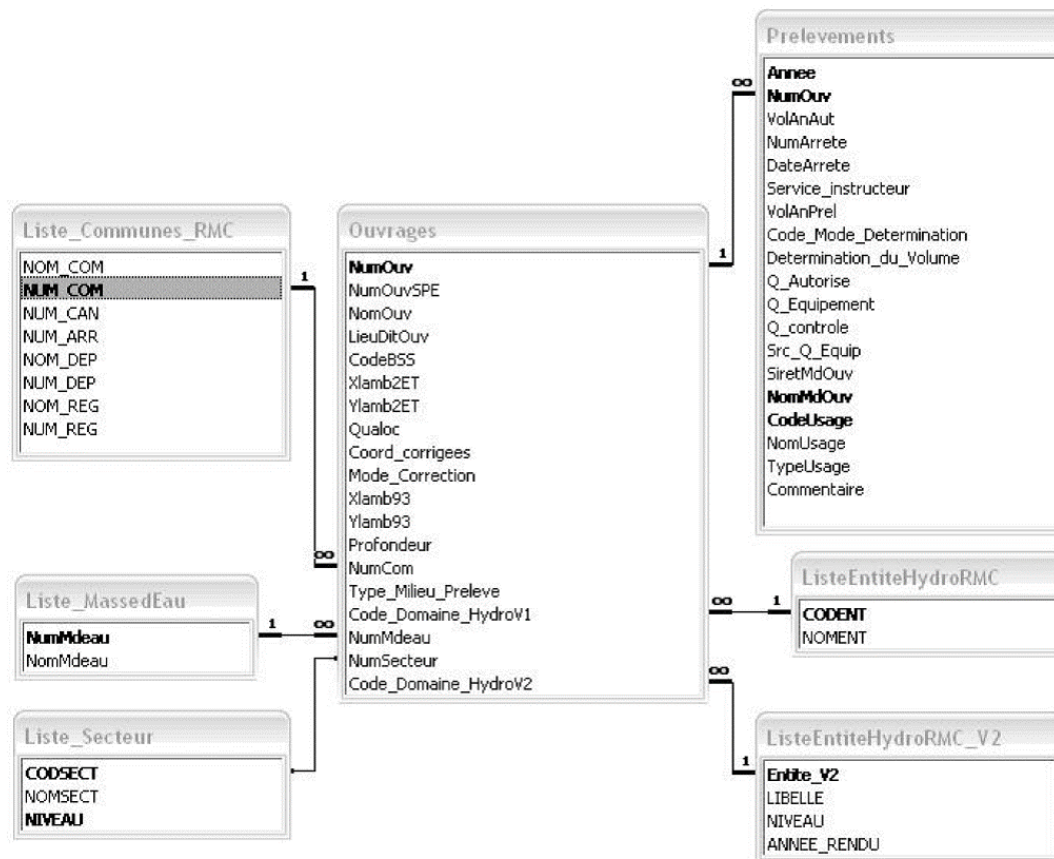 Liste_Communes_RMC
NOM_COM
NUM_COM
NUM_CAN
NUM_ARR
NOM_DEP
NUM_DEP
NOM_REG
NUM_REG
1
∞
Liste_MassedEau
NumMdeau
NomMdeau
1
∞
Liste_Secteur
CODSECT
NOMSECT
NIVEAU
Ouvrages
NumOuv
NumOuvSPE
NomOuv
LieuDitOuv
CodeBSS
Xlamb2ET
Ylamb2ET
Qualoc
Coord_corrigees
Mode_Correction
Xlamb93
Ylamb93
Profondeur
NumCom
Type_Milieu_Preleve
Code_Domaine_HydroV1
NumMdeau
NumSecteur
Code_Domaine_HydroV2
1
∞
Prelevements
Annee
NumOuv
VolAnAut
NumArrete
DateArrete
Service_instructeur
VolAnPrel
Code_Mode_Determination
Determination_du_Volume
Q_Autorise
Q_Equipement
Q_controle
Src_Q_Equip
SiretMdOuv
NomMdOuv
CodeUsage
NomUsage
TypeUsage
Commentaire
∞
1
ListeEntiteHydroRMC
CODENT
NOMENT
∞
1
ListeEntiteHydroRMC_V2
Entite_V2
LIBELLE
NIVEAU
ANNEE_RENDU